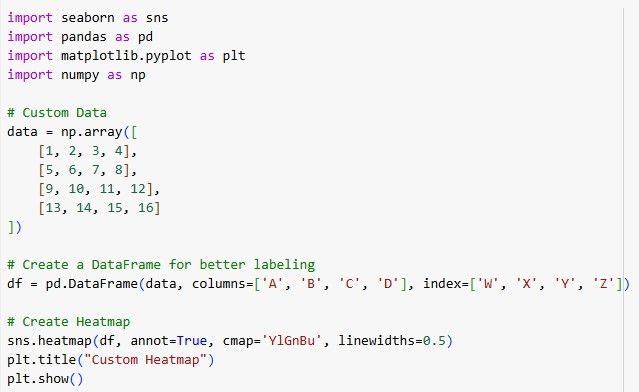 import seaborn as sns
import pandas as pd
import matplotlib.pyplot as plt
import numpy as np

# Custom Data
data = np.array([
    [1, 2, 3, 4],
    [5, 6, 7, 8],
    [9, 10, 11, 12],
    [13, 14, 15, 16]
])

# Create a DataFrame for better labeling
df = pd.DataFrame(data, columns=['A', 'B', 'C', 'D'], index=['W', 'X', 'Y', 'Z'])

# Create Heatmap
sns.heatmap(df, annot=True, cmap='YlGnBu', linewidths=0.5)
plt.title("Custom Heatmap")
plt.show()